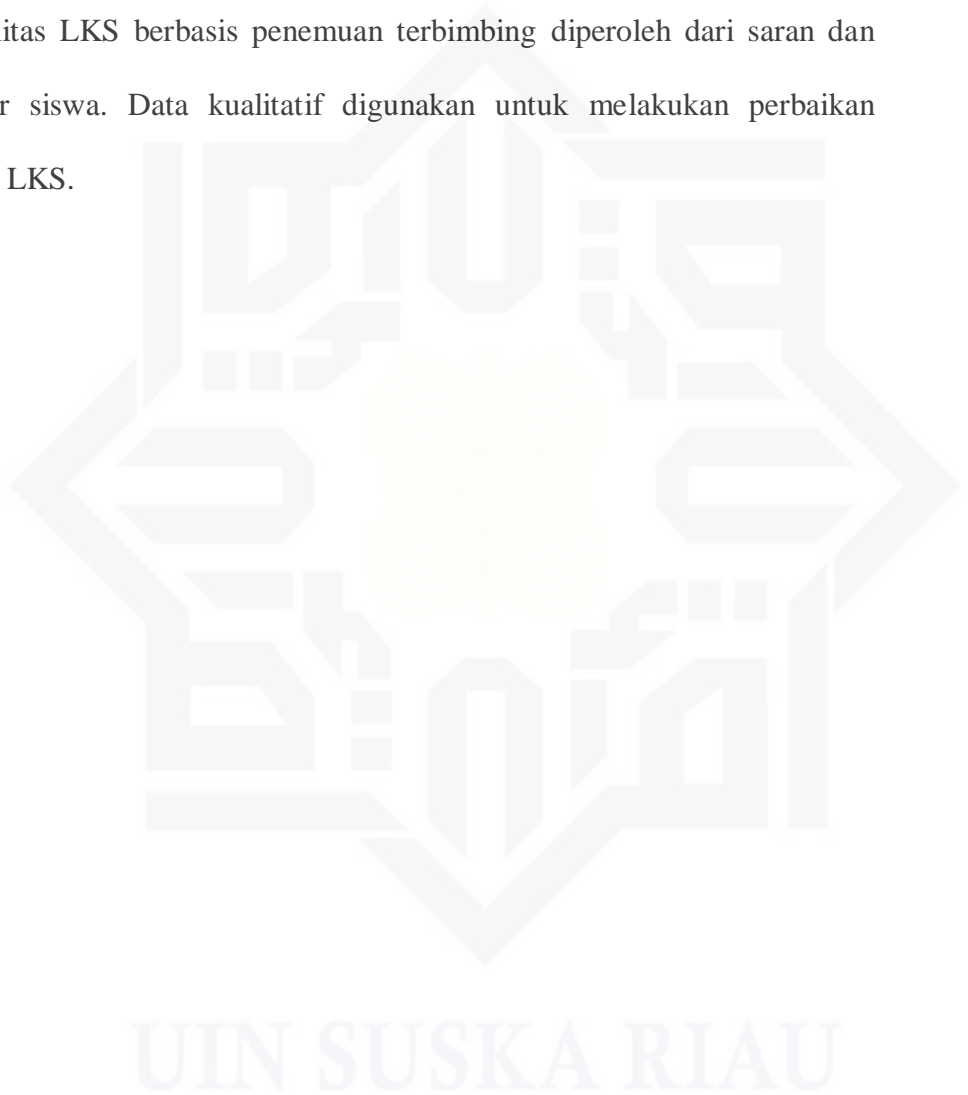 itas LKS berbasis penemuan terbimbing diperoleh dari saran dan
r siswa. Data kualitatif digunakan untuk melakukan perbaikan
LKS.
UIN SUSKA RIAU